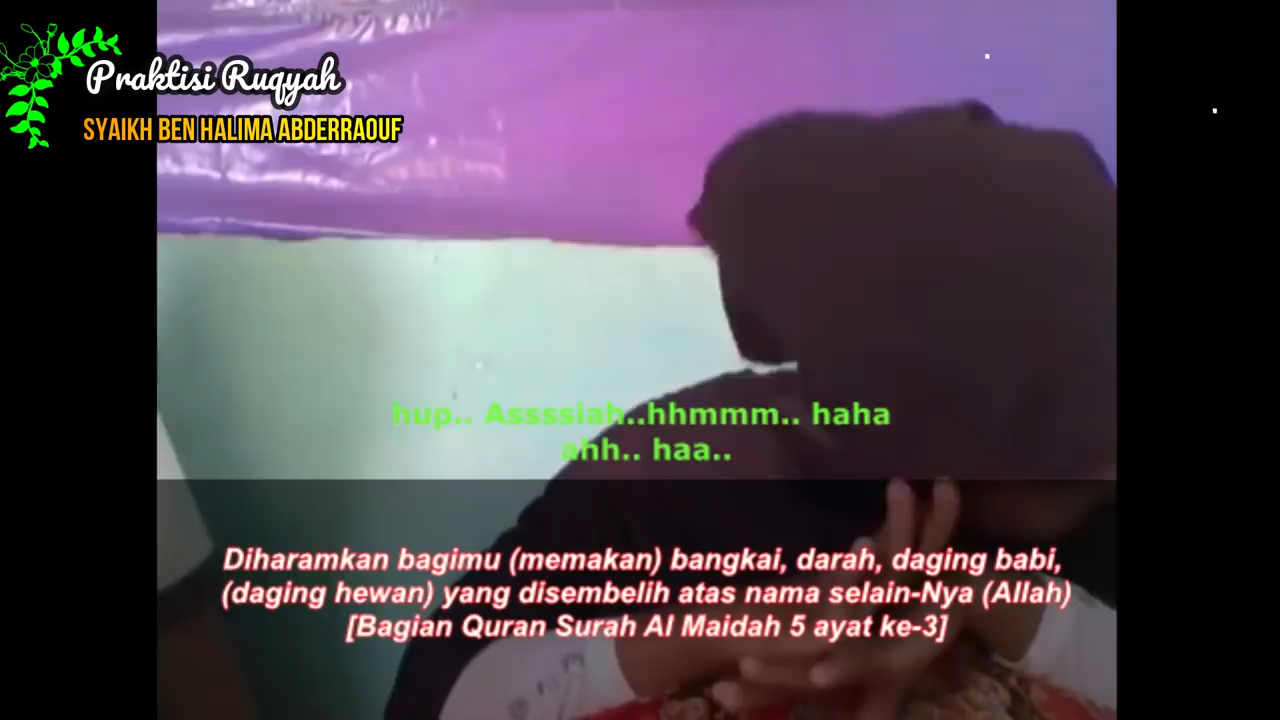 Praktisi Ruqyah
SYAIKH BEN HALIMA ABDERRAOUF
hup.. Assssiah..hhmmm.. haha
ahh.. haa..
Diharamkan bagimu (memakan) bangkai, darah, daging babi,
(daging hewan) yang disembelih atas nama selain-Nya (Allah)
[Bagian Quran Surah Al Maidah 5 ayat ke-3]